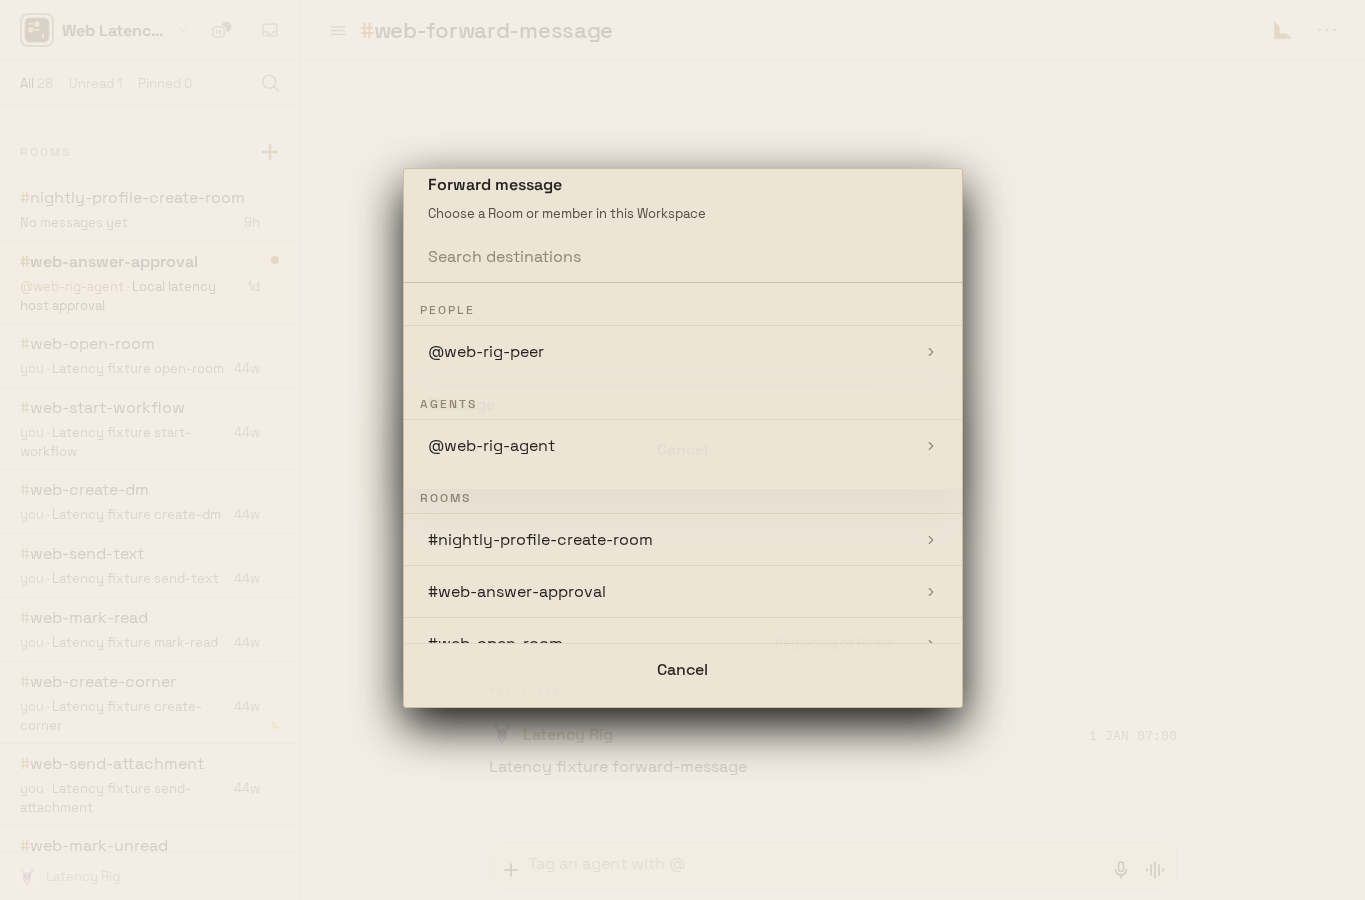 Web Latenc...
All 28 Unread 1 Pinned 0
ROOMS
#nightly-profile-create-room
No messages yet 9h
#web-answer-approval
@web-rig-agent · Local latency 1d
host approval
#web-open-room
you · Latency fixture open-room 44w
#web-start-workflow
you · Latency fixture start- 44w
workflow
#web-create-dm
you · Latency fixture create-dm 44w
#web-send-text
you · Latency fixture send-text 44w
#web-mark-read
you · Latency fixture mark-read 44w
#web-create-corner
you · Latency fixture create- 44w
corner
#web-send-attachment
you · Latency fixture send- 44w
attachment
#web-mark-unread
Latency Rig
#web-forward-message
Forward message
Choose a Room or member in this Workspace
Search destinations
PEOPLE
@web-rig-peer
AGENTS
@web-rig-agent
Cancel
ROOMS
#nightly-profile-create-room
#web-answer-approval
#web-open-room
Beginning of Room
Cancel
Latency Rig 1 JAN 07:00
Latency fixture forward-message
Tag an agent with @